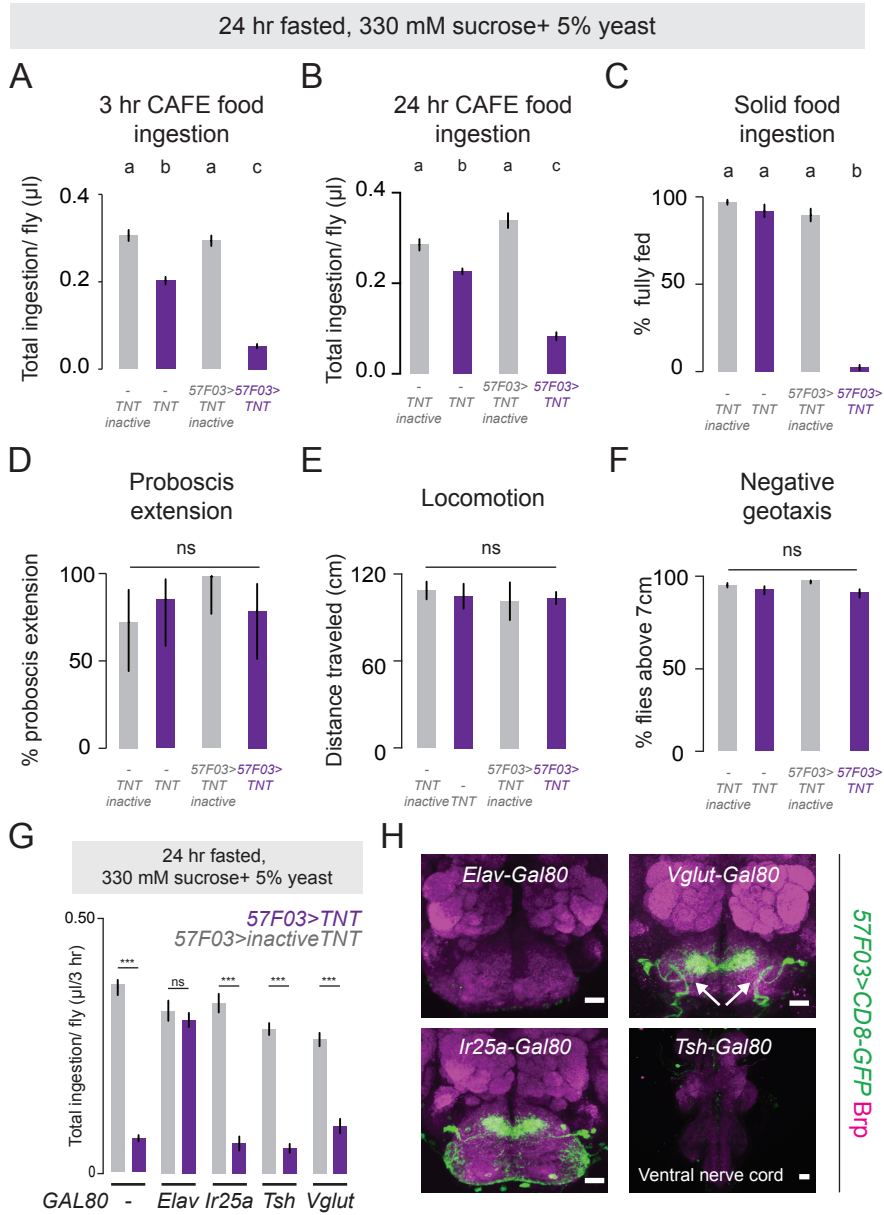 24 hr fasted, 330 mM sucrose+ 5% yeast
A
3 hr CAFE food
ingestion
a b a c
Total ingestion/ fly (µl)
0.4
0.2
0.0
- - 57F03> 57F03>
TNT TNT TNT TNT
inactive inactive
B
24 hr CAFE food
ingestion
a b a c
Total ingestion/ fly (µl)
0.4
0.2
0.0
- - 57F03> 57F03>
TNT TNT TNT TNT
inactive inactive
C
Solid food
ingestion
a a a b
% fully fed
100
50
0
- - 57F03> 57F03>
TNT TNT TNT TNT
inactive inactive
D
Proboscis
extension
ns
% proboscis extension
100
50
0
- - 57F03> 57F03>
TNT TNT TNT TNT
inactive inactive
E
Locomotion
ns
Distance traveled (cm)
120
60
0
- 57F03> 57F03>
TNT - TNT TNT
inactive TNT inactive
F
Negative
geotaxis
ns
% flies above 7cm
100
50
0
- - 57F03> 57F03>
TNT TNT TNT TNT
inactive inactive
G
24 hr fasted,
330 mM sucrose+ 5% yeast
57F03>TNT
57F03>inactiveTNT
Total ingestion/ fly (µl/3 hr)
0.50
0
*** ns *** *** ***
GAL80 - Elav Ir25a Tsh Vglut
H
Elav-Gal80
Vglut-Gal80
Ir25a-Gal80
Tsh-Gal80
Ventral nerve cord
57F03>CD8-GFP Brp